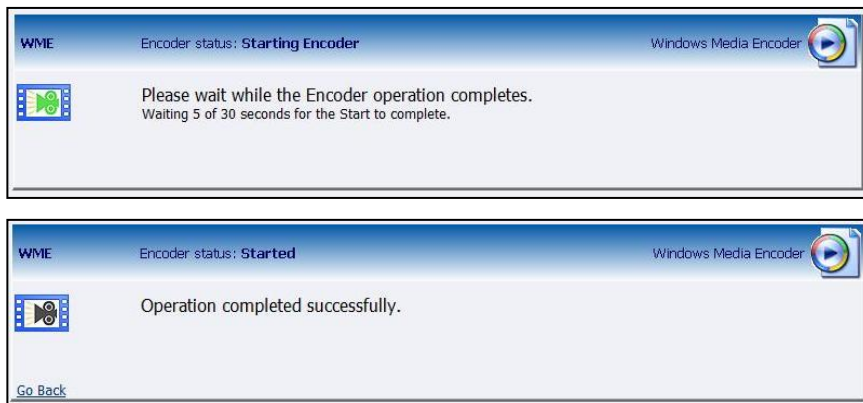 WME Encoder status: Starting Encoder Windows Media Encoder
Please wait while the Encoder operation completes.
Waiting 5 of 30 seconds for the Start to complete.
WME Encoder status: Started Windows Media Encoder
Operation completed successfully.
Go Back